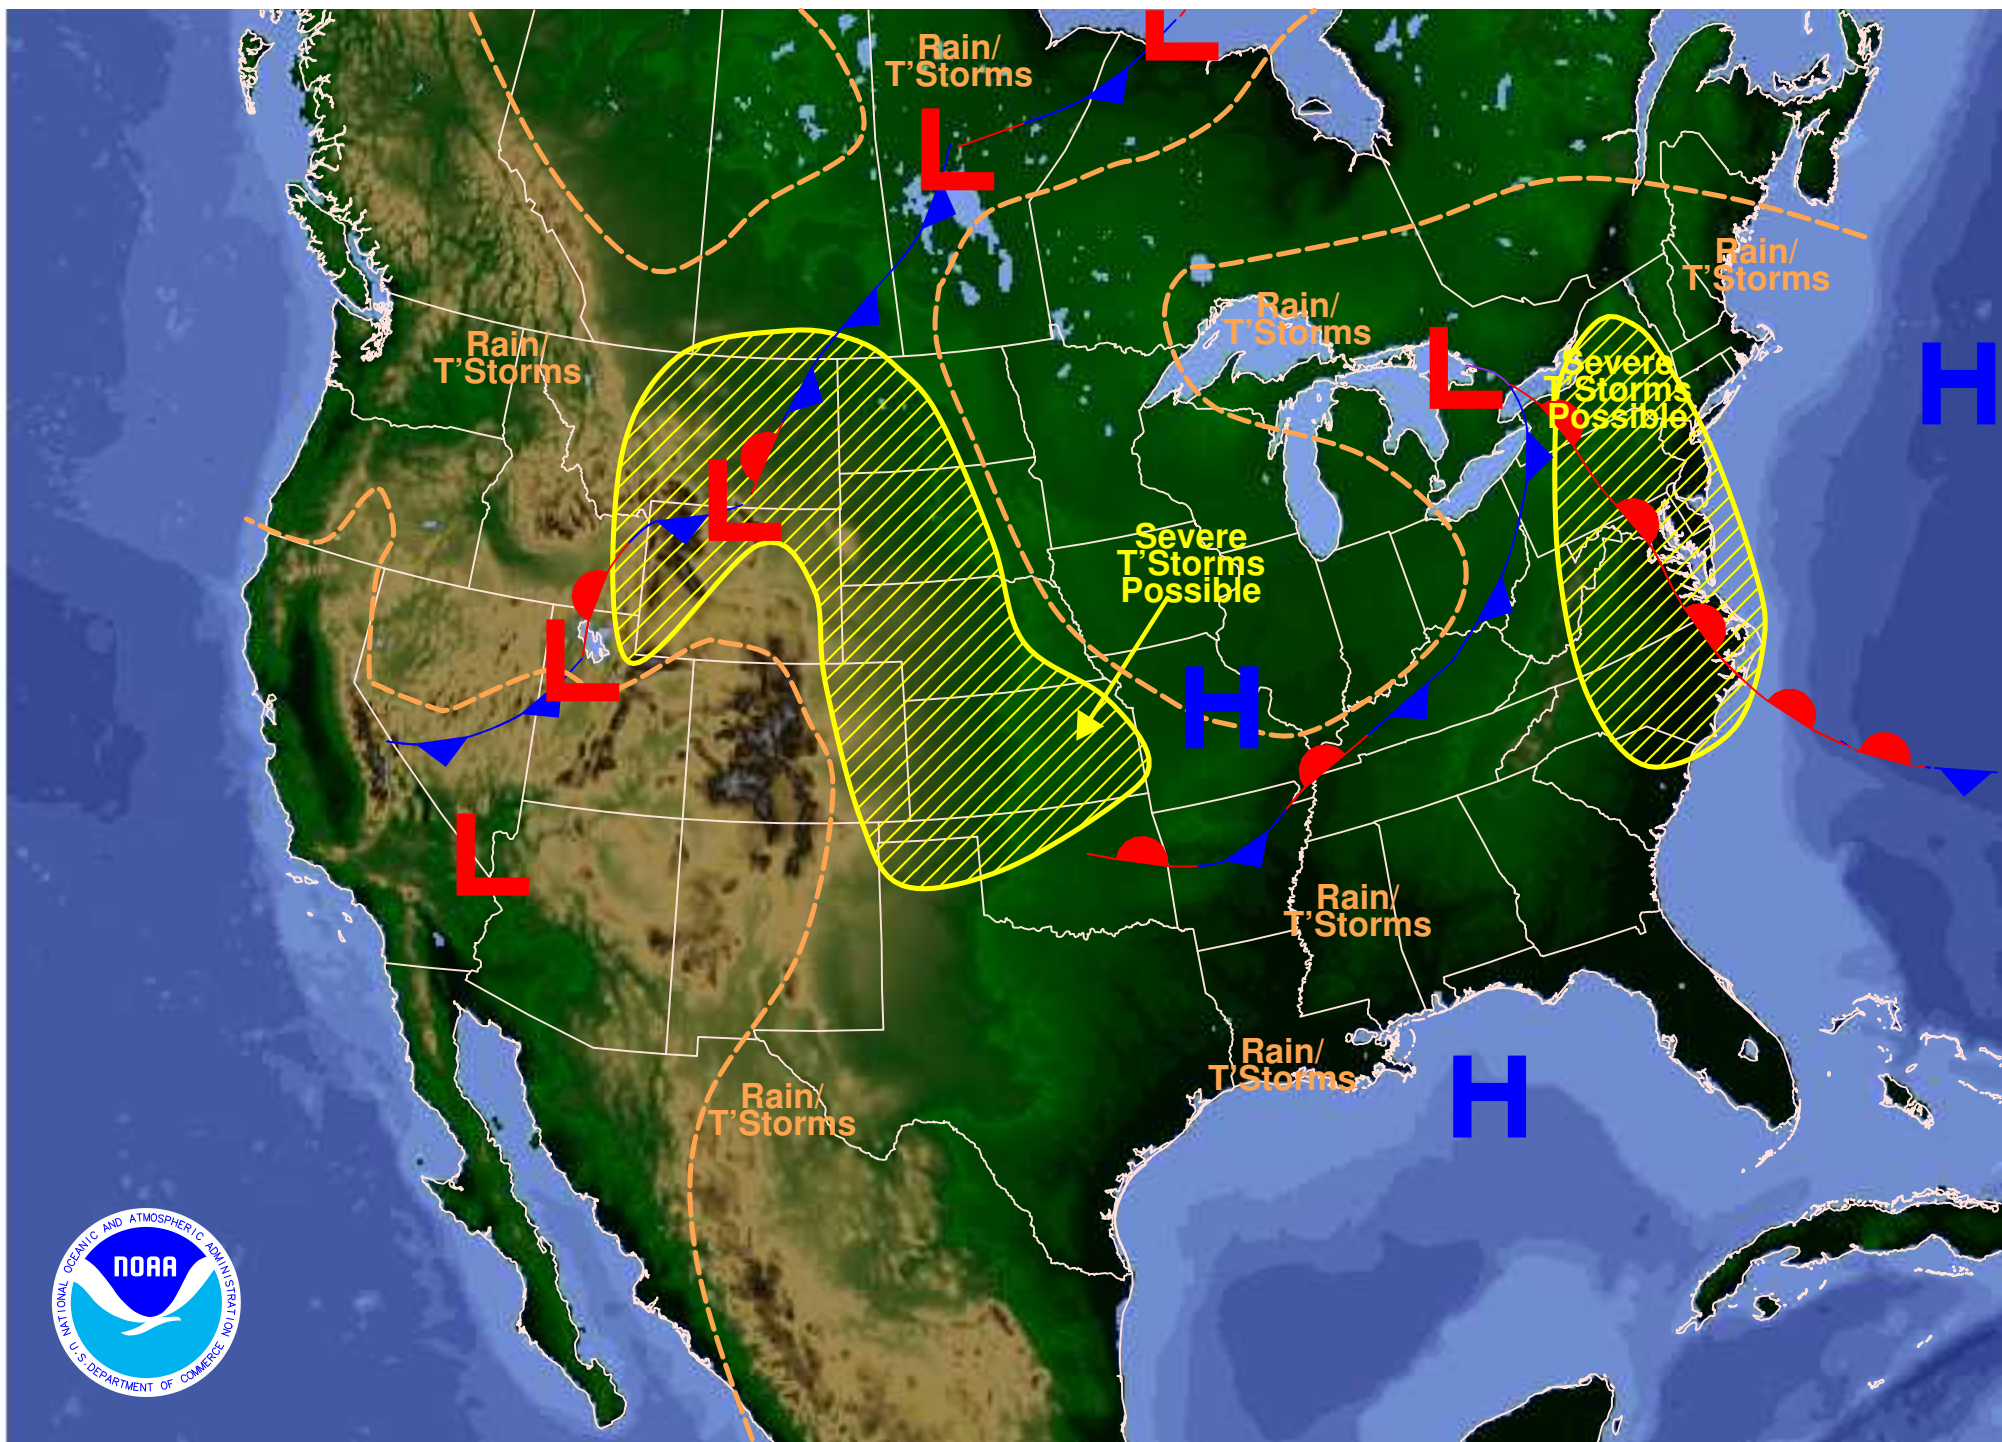 L
Rain/
T'Storms
L
Rain/
T'Storms
Rain/
T'Storms
Rain/
T'Storms
L
Severe
T'Storms
Possible
H
L
Severe
T'Storms
Possible
L
H
L
Rain/
T'Storms
Rain/
T'Storms
H
Rain/
T'Storms
NATIONAL OCEANIC AND ATMOSPHERIC ADMINISTRATION
NOAA
U.S. DEPARTMENT OF COMMERCE